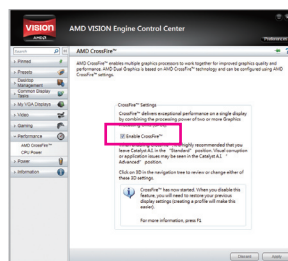 VISION
AMD
AMD VISION Engine Control Center
Preferences
Search
AMD CrossFire™
Pinned
Presets
Desktop
Management
Common Display
Tasks
My VGA Displays
Video
Gaming
Performance
AMD CrossFire™
CPU Power
Power
Information
AMD CrossFire™ enables multiple graphics processors to work together for improved graphics quality and
performance. AMD Dual Graphics is based on AMD CrossFire™ technology and can be configured using AMD
CrossFire™ settings.
CrossFire™ Settings
CrossFire™ delivers exceptional performance on a single display
by combining the processing power of two or more Graphics
Enable CrossFire™
highly recommended that you
leave Catalyst A.I. in the "Standard" position. Visual corruption
or application issues may be seen in the Catalyst A.I. "
Advanced" position.
Click on 3D in the navigation tree to review or change either of
these 3D settings.
CrossFire™ has now started. When you disable this
feature, you will need to restore your previous
display settings (creating a profile will make this
easier).
For more information, press F1
Discard
Apply